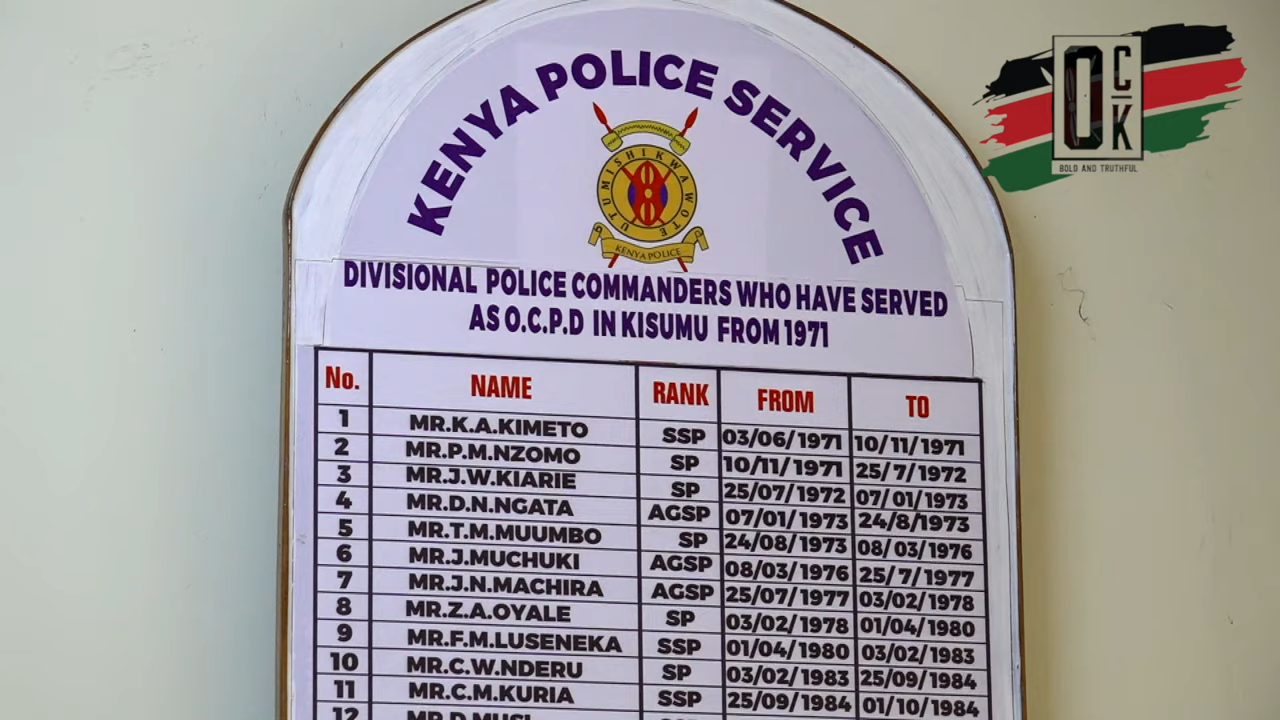 KENYA POLICE SERVICE
UTUMISHI KWA WOTE
KENYA POLICE
OCK
BOLD AND TRUTHFUL
DIVISIONAL POLICE COMMANDERS WHO HAVE SERVED
AS O.C.P.D IN KISUMU FROM 1971
No. NAME RANK FROM TO
1 MR.K.A.KIMETO SSP 03/06/1971 10/11/1971
2 MR.P.M.NZOMO SP 10/11/1971 25/7/1972
3 MR.J.W.KIARIE SP 25/07/1972 07/01/1973
4 MR.D.N.NGATA AGSP 07/01/1973 24/8/1973
5 MR.T.M.MUUMBO SP 24/08/1973 08/03/1976
6 MR.J.MUCHUKI AGSP 08/03/1976 25/7/1977
7 MR.J.N.MACHIRA AGSP 25/07/1977 03/02/1978
8 MR.Z.A.OYALE SP 03/02/1978 01/04/1980
9 MR.F.M.LUSENEKA SSP 01/04/1980 03/02/1983
10 MR.C.W.NDERU SP 03/02/1983 25/09/1984
11 MR.C.M.KURIA SSP 25/09/1984 01/10/1984
12 MR.D.MUSI